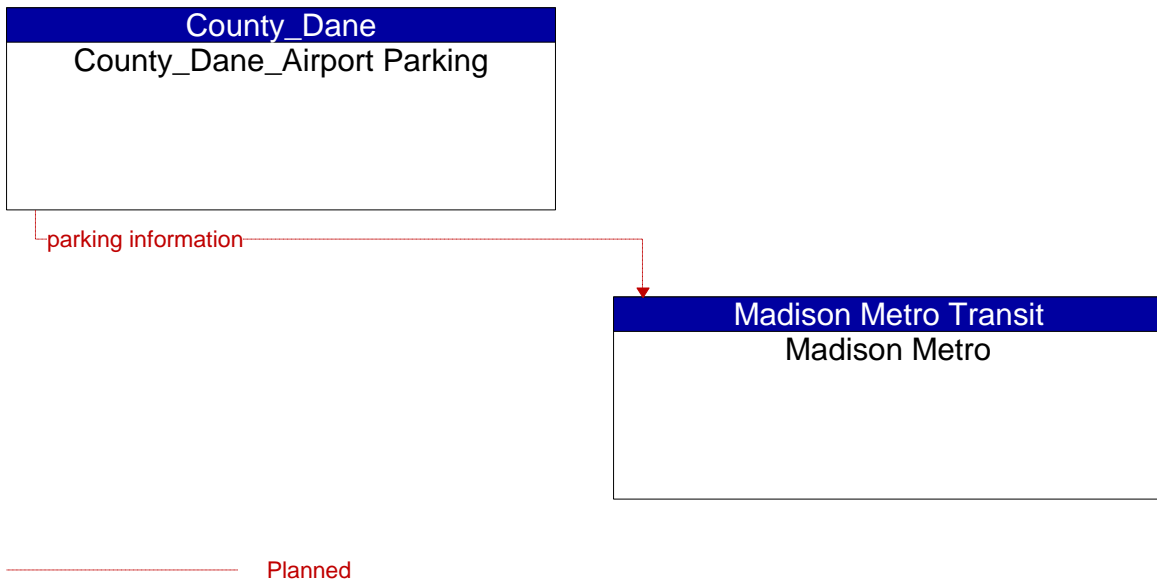 County_Dane
County_Dane_Airport Parking
parking information
Madison Metro Transit
Madison Metro
Planned